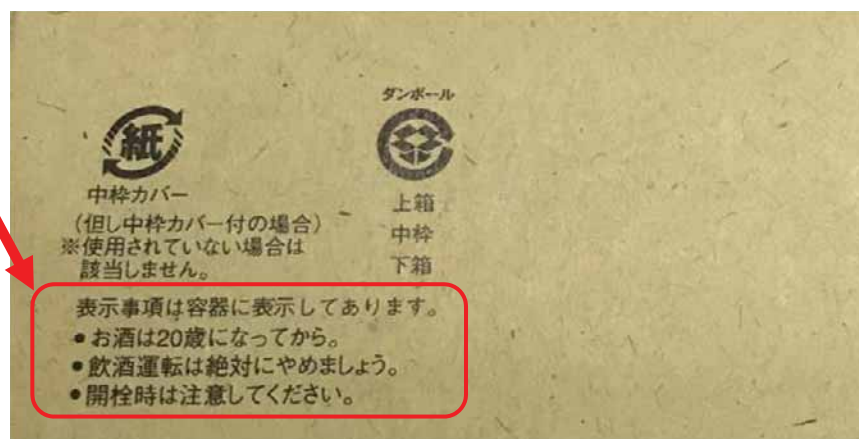 ダンボール
紙
中枠カバー
(但し中枠カバー付の場合)
※使用されていない場合は
該当しません。
上箱
中枠
下箱
表示事項は容器に表示してあります。
•お酒は20歳になってから。
•飲酒運転は絶対にやめましょう。
•開栓時は注意してください。